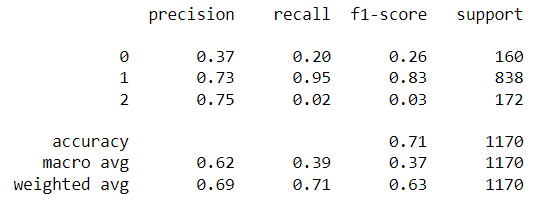 precision recall f1-score support
0 0.37 0.20 0.26 160
1 0.73 0.95 0.83 838
2 0.75 0.02 0.03 172
accuracy 0.71 1170
macro avg 0.62 0.39 0.37 1170
weighted avg 0.69 0.71 0.63 1170